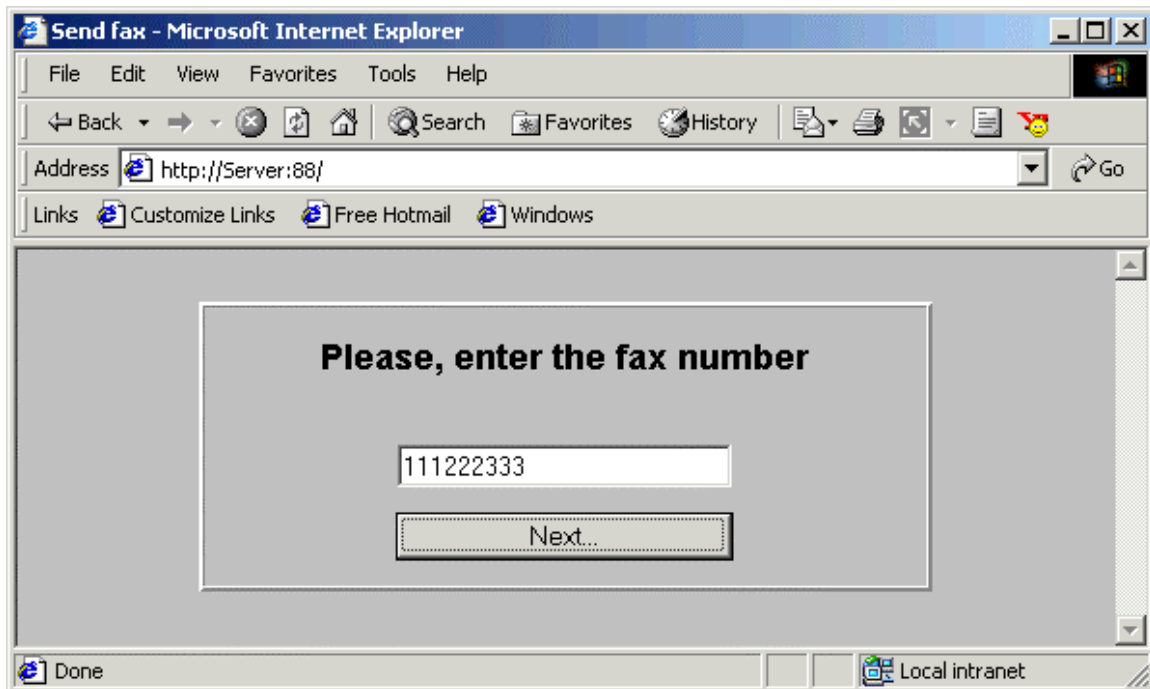 Send fax - Microsoft Internet Explorer
File Edit View Favorites Tools Help
Back Search Favorites History
Address http://Server:88/ Go
Links Customize Links Free Hotmail Windows
Please, enter the fax number
111222333
Next...
Done Local intranet